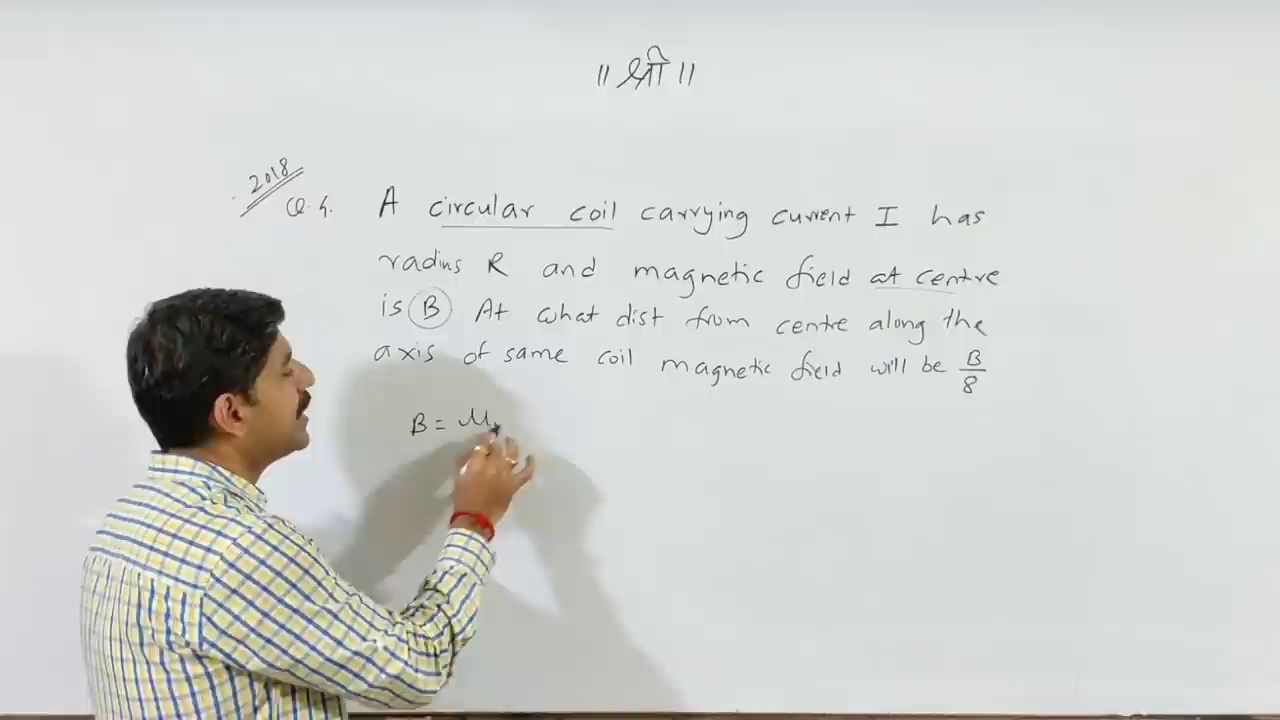 ॥ श्री ॥
2018
Q.4. A circular coil carrying current I has
radius R and magnetic field at centre
is B At what dist from centre along the
axis of same coil magnetic field will be B/8
B = μ